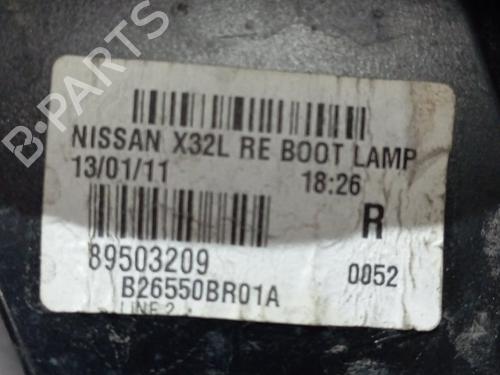 NISSAN X32L RE BOOT LAMP
13/01/11 18:26
R
89503209 0052
B26550BR01A
LINE 2
B-PARTS